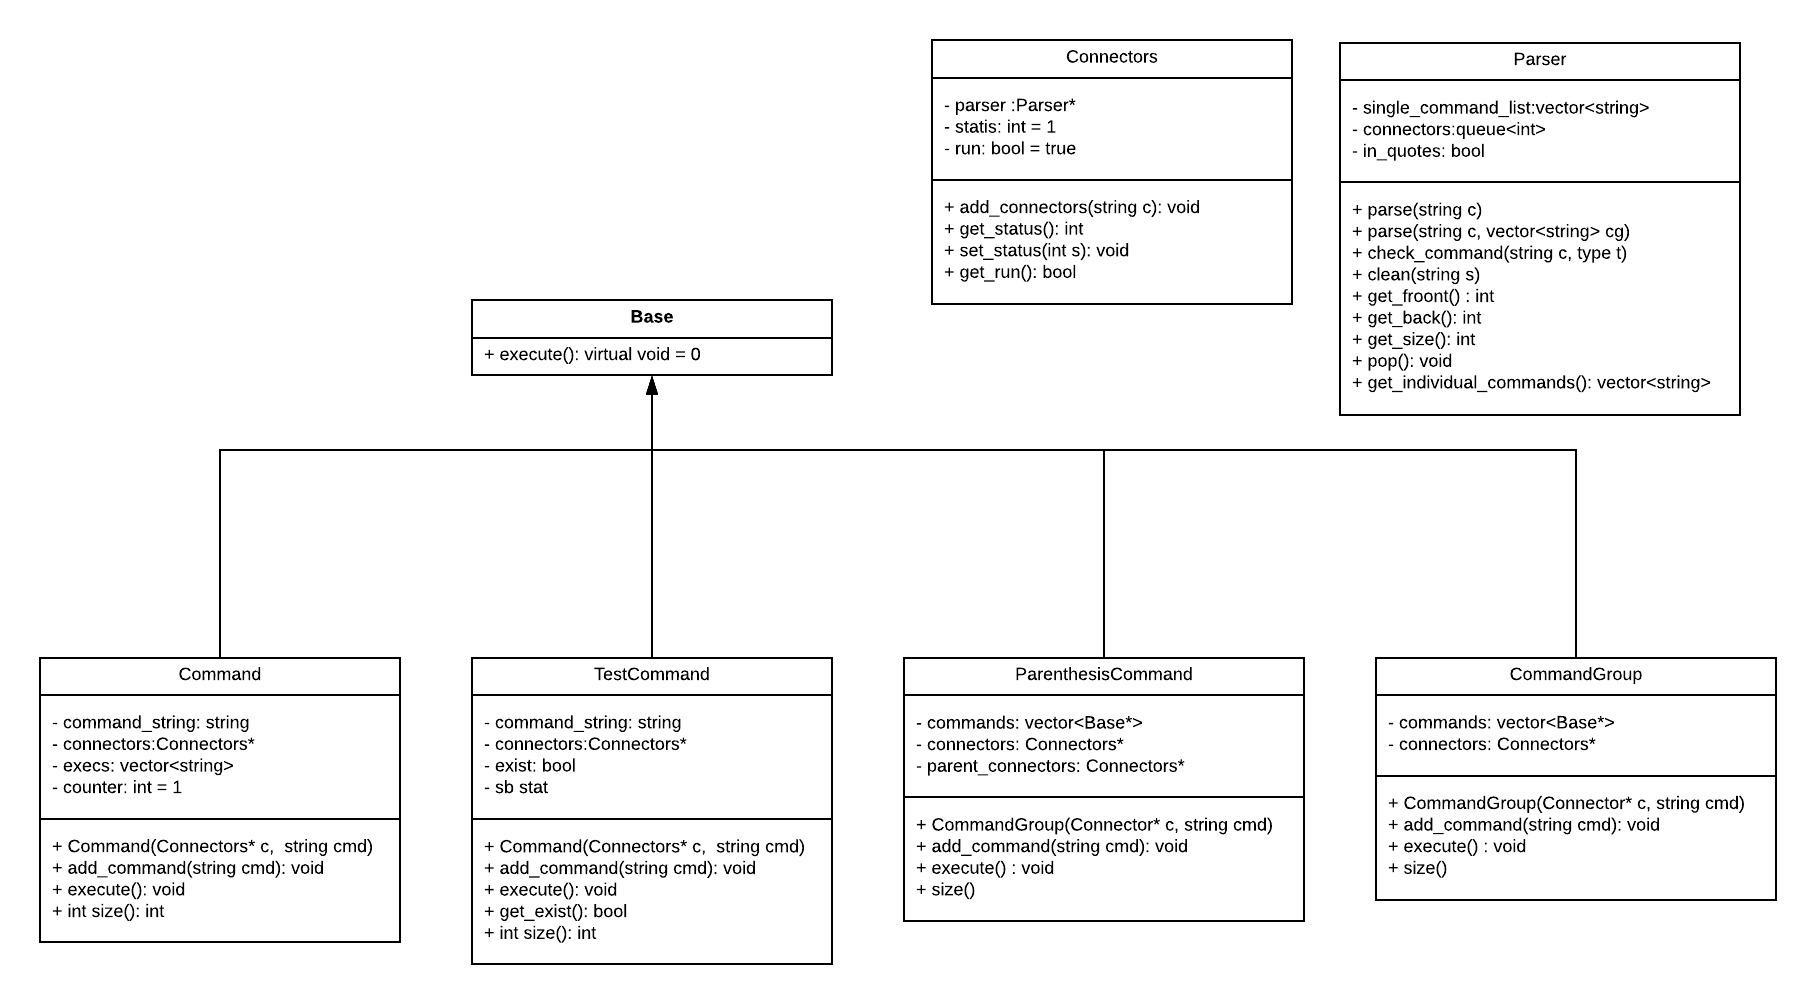 Connectors
- parser :Parser*
- statis: int = 1
- run: bool = true
+ add_connectors(string c): void
+ get_status(): int
+ set_status(int s): void
+ get_run(): bool
Parser
- single_command_list:vector<string>
- connectors:queue<int>
- in_quotes: bool
+ parse(string c)
+ parse(string c, vector<string> cg)
+ check_command(string c, type t)
+ clean(string s)
+ get_froont() : int
+ get_back(): int
+ get_size(): int
+ pop(): void
+ get_individual_commands(): vector<string>
Base
+ execute(): virtual void = 0
Command
- command_string: string
- connectors:Connectors*
- execs: vector<string>
- counter: int = 1
+ Command(Connectors* c,  string cmd)
+ add_command(string cmd): void
+ execute(): void
+ int size(): int
TestCommand
- command_string: string
- connectors:Connectors*
- exist: bool
- sb stat
+ Command(Connectors* c,  string cmd)
+ add_command(string cmd): void
+ execute(): void
+ get_exist(): bool
+ int size(): int
ParenthesisCommand
- commands: vector<Base*>
- connectors: Connectors*
- parent_connectors: Connectors*
+ CommandGroup(Connector* c, string cmd)
+ add_command(string cmd): void
+ execute() : void
+ size()
CommandGroup
- commands: vector<Base*>
- connectors: Connectors*
+ CommandGroup(Connector* c, string cmd)
+ add_command(string cmd): void
+ execute() : void
+ size()